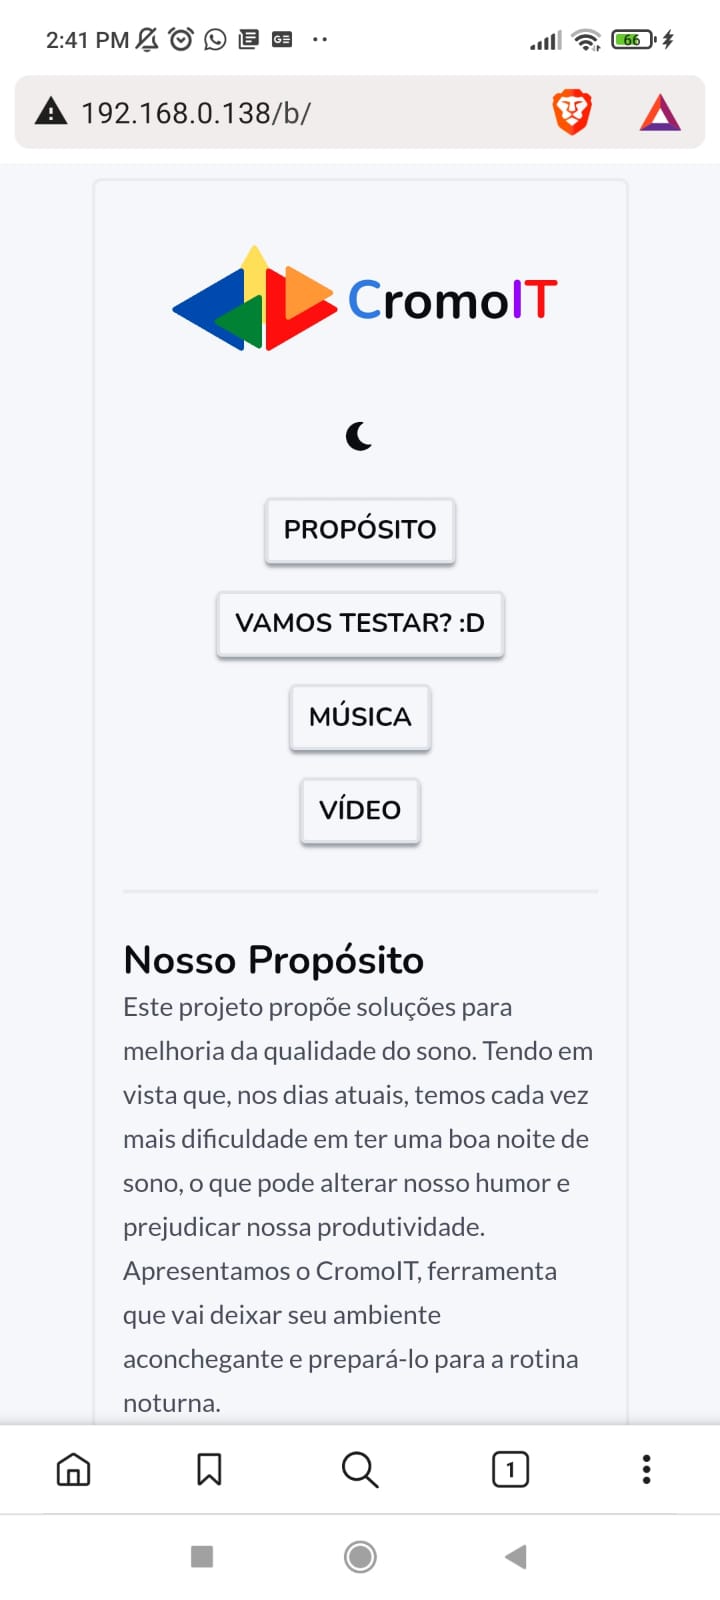 2:41 PM
GE
66
192.168.0.138/b/
CromoIT
PROPÓSITO
VAMOS TESTAR? :D
MÚSICA
VÍDEO
Nosso Propósito
Este projeto propõe soluções para
melhoria da qualidade do sono. Tendo em
vista que, nos dias atuais, temos cada vez
mais dificuldade em ter uma boa noite de
sono, o que pode alterar nosso humor e
prejudicar nossa produtividade.
Apresentamos o CromoIT, ferramenta
que vai deixar seu ambiente
aconchegante e prepará-lo para a rotina
noturna.
1